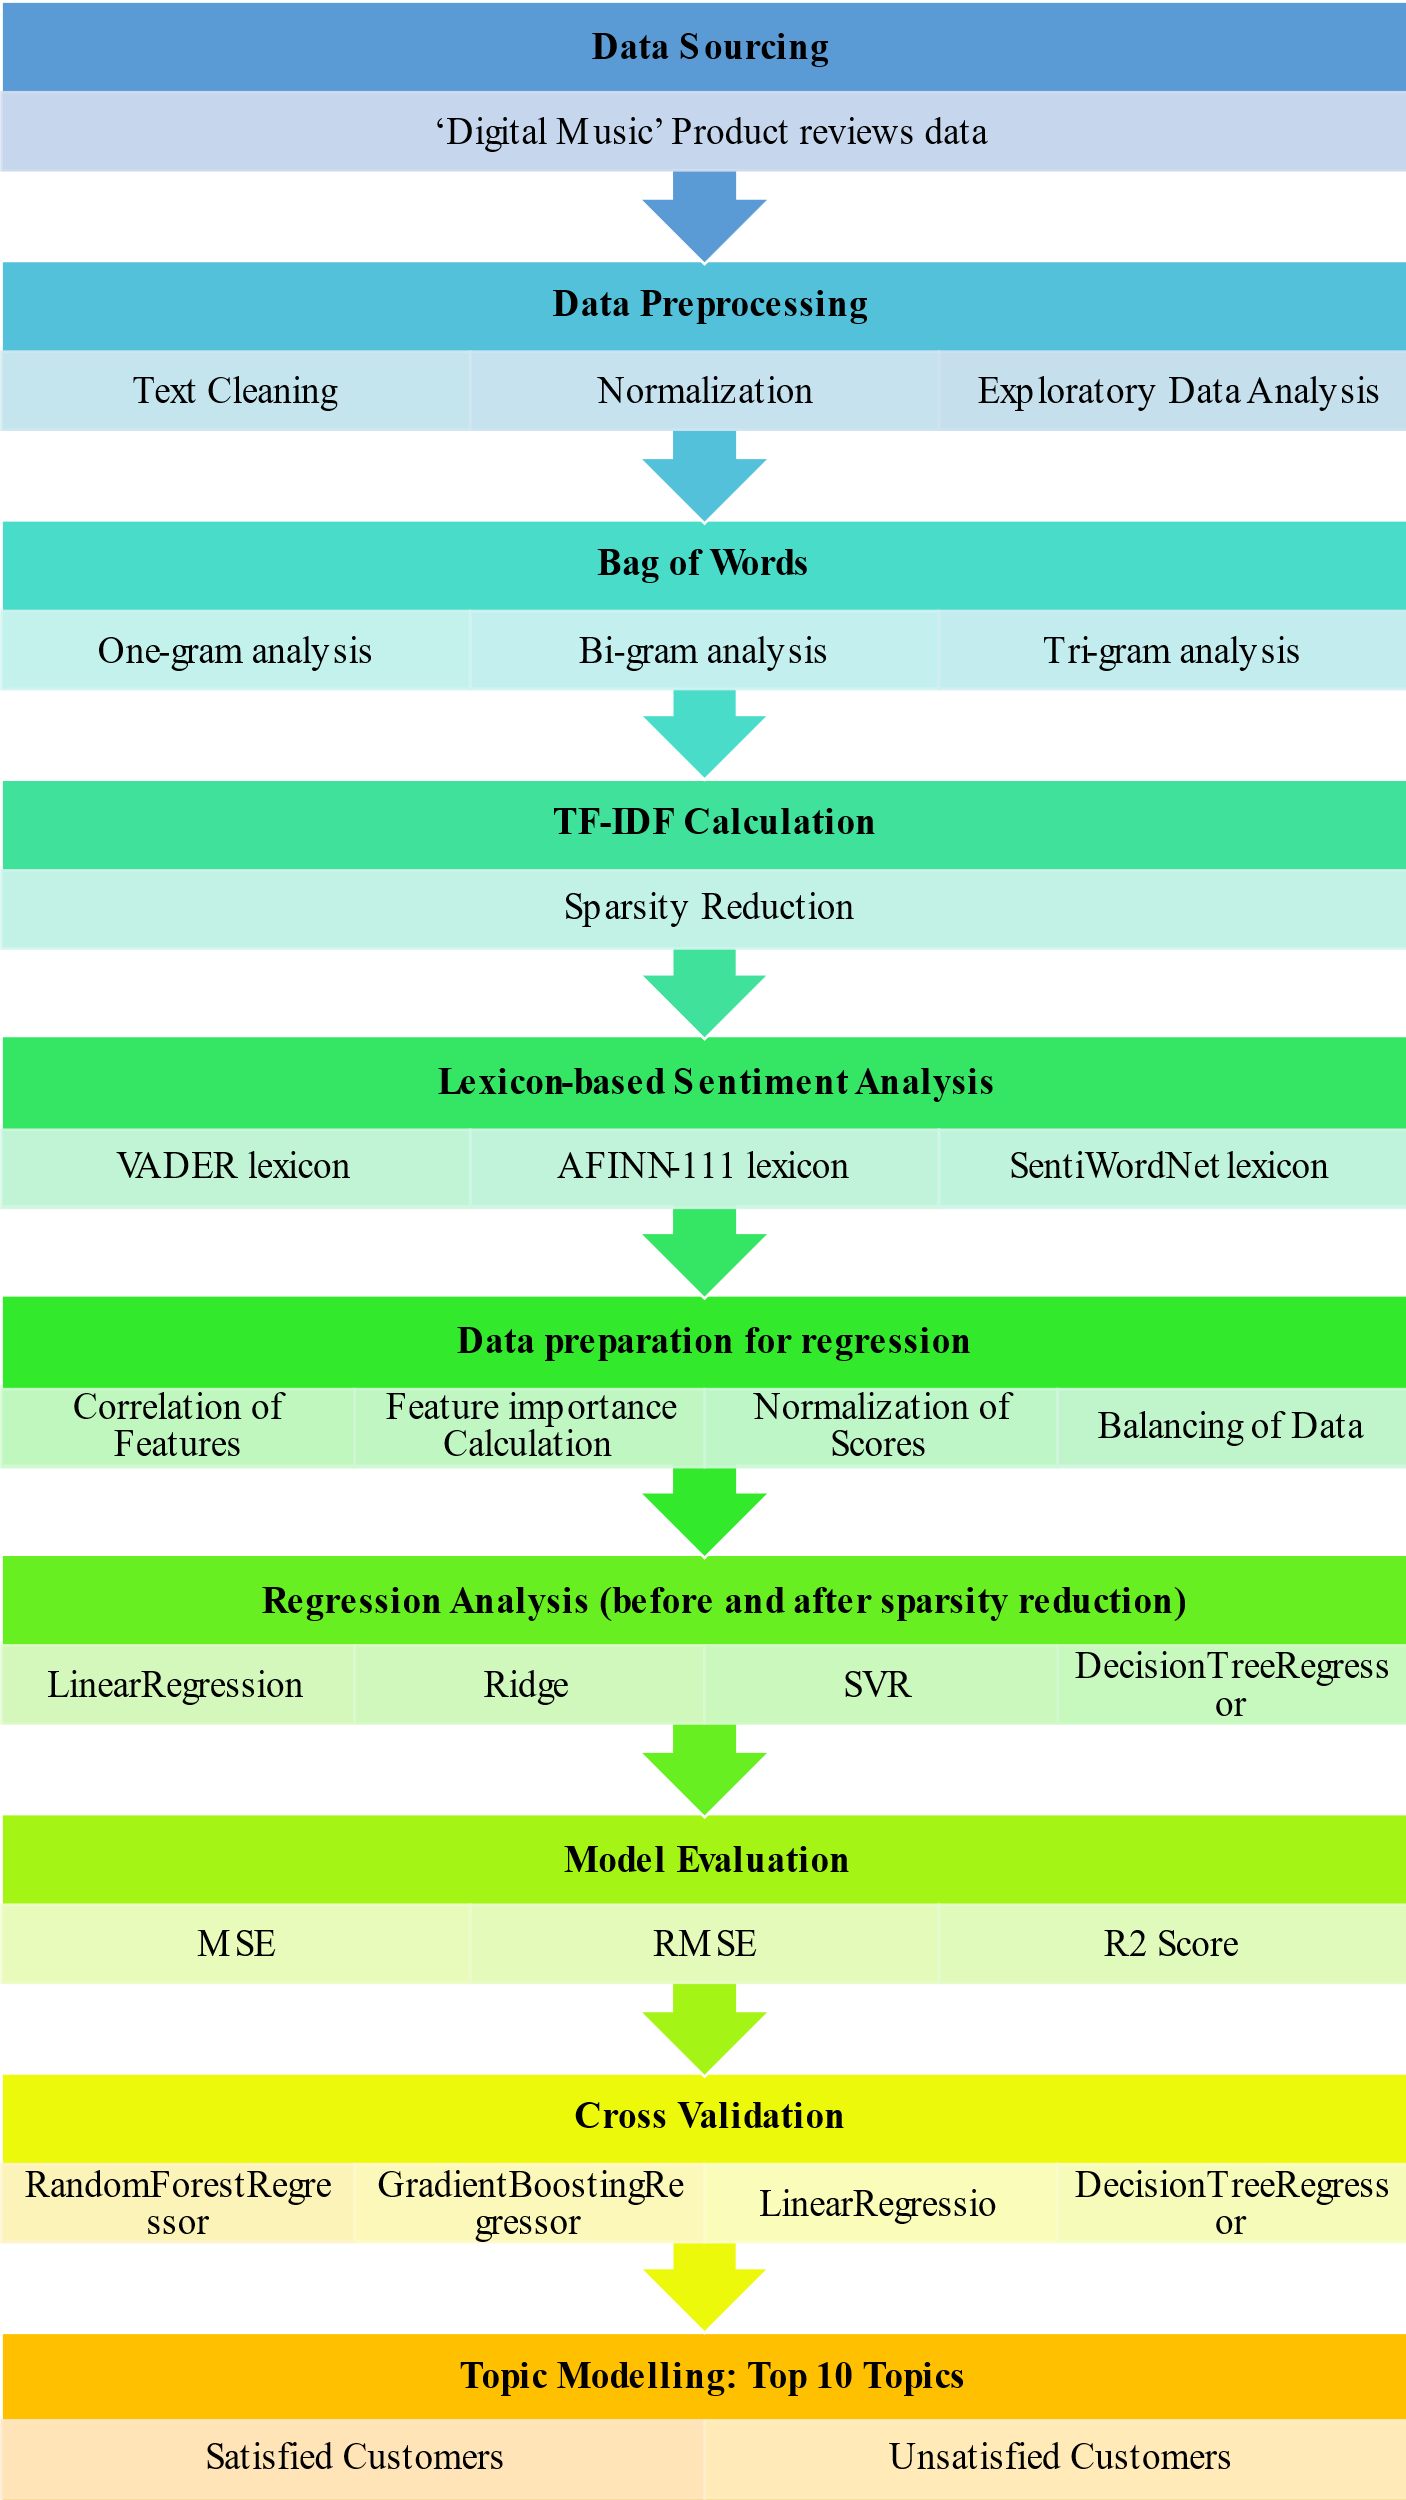 Data Sourcing
‘Digital Music’ Product reviews data
Data Preprocessing
Text Cleaning
Normalization
Exploratory Data Analysis
Bag of Words
One-gram analysis
Bi-gram analysis
Tri-gram analysis
TF-IDF Calculation
Sparsity Reduction
Lexicon-based Sentiment Analysis
VADER lexicon
AFINN-111 lexicon
SentiWordNet lexicon
Data preparation for regression
Correlation of
Features
Feature importance
Calculation
Normalization of
Scores
Balancing of Data
Regression Analysis (before and after sparsity reduction)
LinearRegression
Ridge
SVR
DecisionTreeRegress
or
Model Evaluation
MSE
RMSE
R2 Score
Cross Validation
RandomForestRegre
ssor
GradientBoostingRe
gressor
LinearRegressio
DecisionTreeRegress
or
Topic Modelling: Top 10 Topics
Satisfied Customers
Unsatisfied Customers